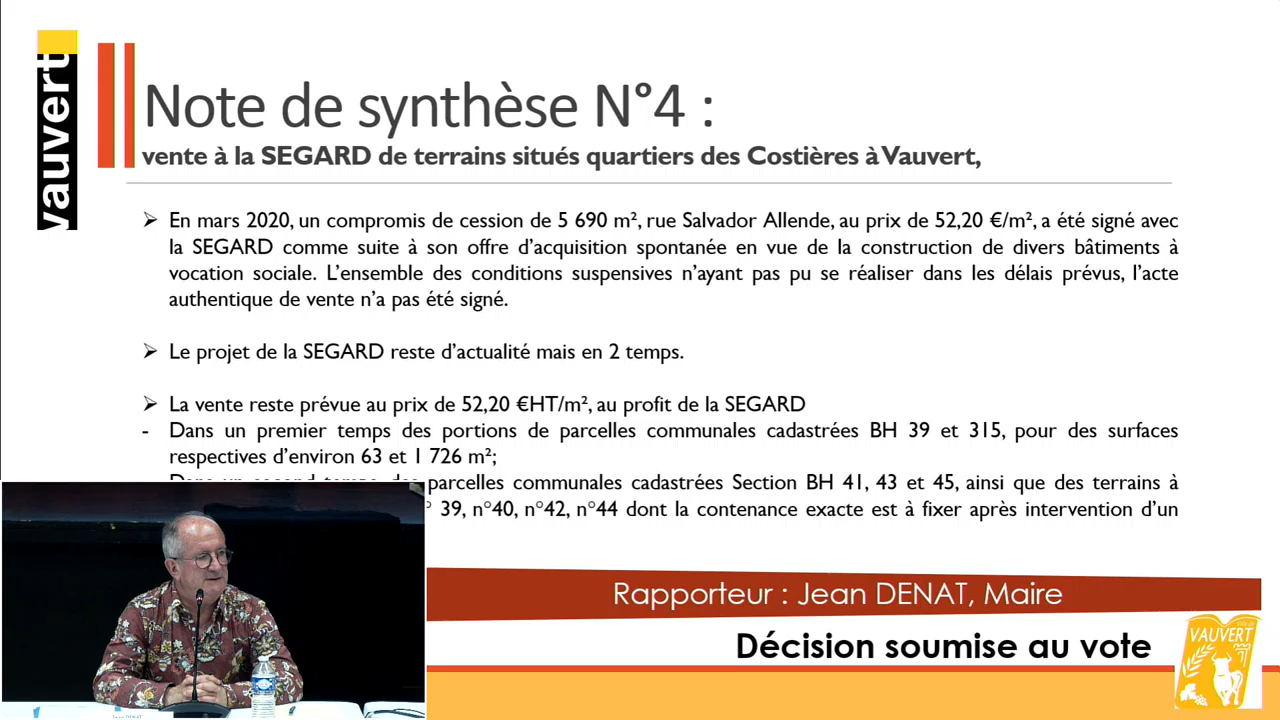 vauvert
Note de synthèse N°4 :
vente à la SEGARD de terrains situés quartiers des Costières à Vauvert,
➢ En mars 2020, un compromis de cession de 5 690 m², rue Salvador Allende, au prix de 52,20 €/m², a été signé avec
la SEGARD comme suite à son offre d’acquisition spontanée en vue de la construction de divers bâtiments à
vocation sociale. L’ensemble des conditions suspensives n’ayant pas pu se réaliser dans les délais prévus, l’acte
authentique de vente n’a pas été signé.
➢ Le projet de la SEGARD reste d’actualité mais en 2 temps.
➢ La vente reste prévue au prix de 52,20 €HT/m², au profit de la SEGARD
- Dans un premier temps des portions de parcelles communales cadastrées BH 39 et 315, pour des surfaces
respectives d’environ 63 et 1 726 m²;
Dans un second temps, des parcelles communales cadastrées Section BH 41, 43 et 45, ainsi que des terrains à
39, n°40, n°42, n°44 dont la contenance exacte est à fixer après intervention d’un
Rapporteur : Jean DENAT, Maire
Décision soumise au vote
VAUVERT
Jean DENAT